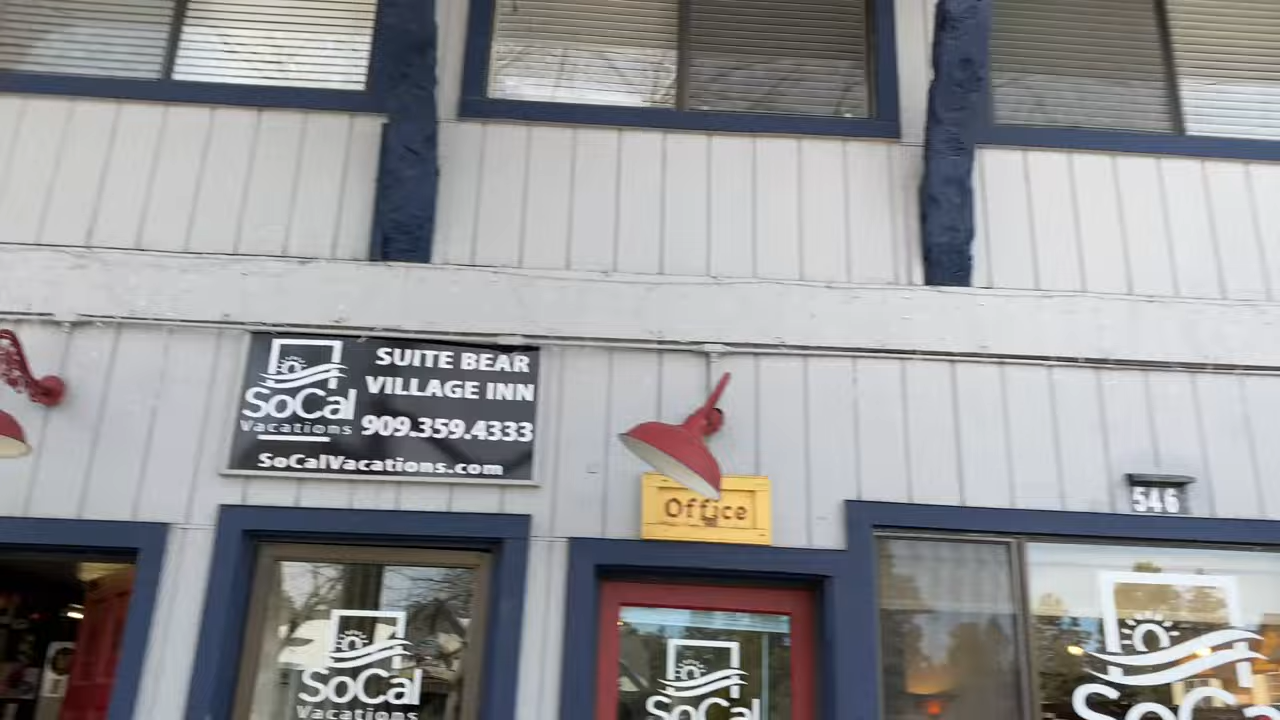 SUITE BEAR
VILLAGE INN
SoCal
Vacations
909.359.4333
SoCalVacations.com
Office
546
SoCal
Vacations
SoCal
SoCal